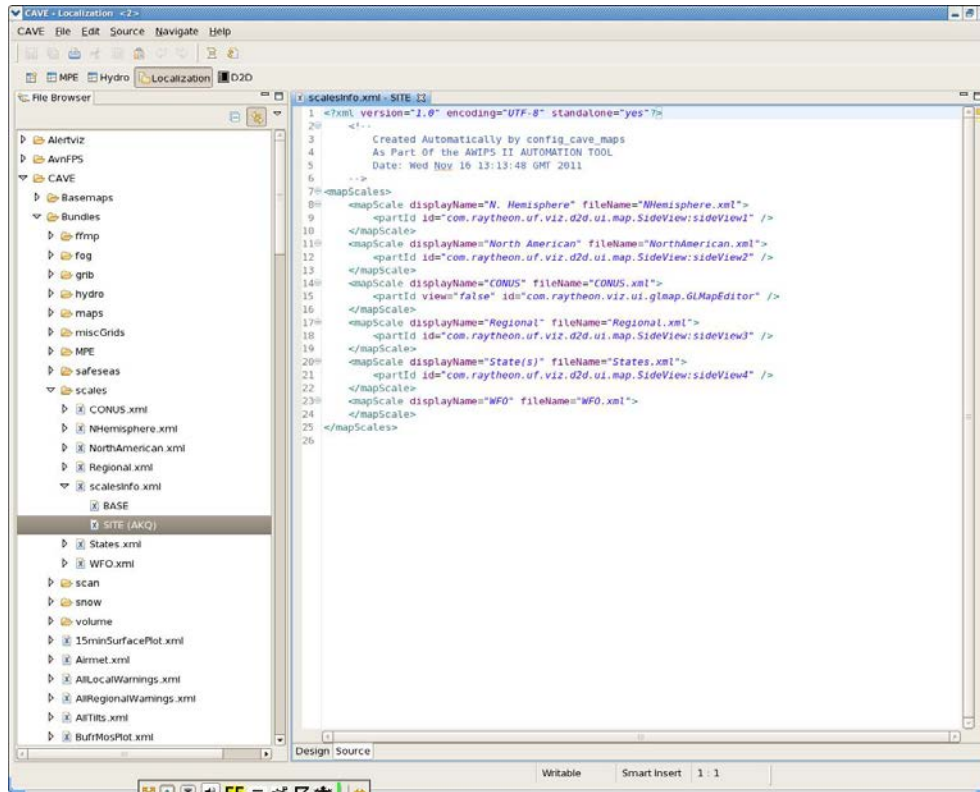 CAVE - Localization <2>
CAVE File Edit Source Navigate Help
MPE Hydro Localization D2D
File Browser
Alertviz
AvnFPS
CAVE
Basemaps
Bundles
ffmp
fog
grib
hydro
maps
miscGrids
MPE
safeseas
scales
CONUS.xml
NHemisphere.xml
NorthAmerican.xml
Regional.xml
scalesInfo.xml
BASE
SITE (AKQ)
States.xml
WFO.xml
scan
snow
volume
15minSurfacePlot.xml
Airmet.xml
AllLocalWarnings.xml
AllRegionalWarnings.xml
AllTilts.xml
BufrMosPlot.xml
scalesInfo.xml - SITE
1 <?xml version="1.0" encoding="UTF-8" standalone="yes"?>
2 <!--
3 Created Automatically by config_cave_maps
4 As Part Of the AWIPS II AUTOMATION TOOL
5 Date: Wed Nov 16 13:13:48 GMT 2011
6 -->
7 <mapScales>
8 <mapScale displayName="N. Hemisphere" fileName="NHemisphere.xml">
9 <partId id="com.raytheon.uf.viz.d2d.ui.map.SideView:sideView1" />
10 </mapScale>
11 <mapScale displayName="North American" fileName="NorthAmerican.xml">
12 <partId id="com.raytheon.uf.viz.d2d.ui.map.SideView:sideView2" />
13 </mapScale>
14 <mapScale displayName="CONUS" fileName="CONUS.xml">
15 <partId view="false" id="com.raytheon.viz.ui.glmap.GLMapEditor" />
16 </mapScale>
17 <mapScale displayName="Regional" fileName="Regional.xml">
18 <partId id="com.raytheon.uf.viz.d2d.ui.map.SideView:sideView3" />
19 </mapScale>
20 <mapScale displayName="State(s)" fileName="States.xml">
21 <partId id="com.raytheon.uf.viz.d2d.ui.map.SideView:sideView4" />
22 </mapScale>
23 <mapScale displayName="WFO" fileName="WFO.xml">
24 </mapScale>
25 </mapScales>
26
Design Source
Writable Smart Insert 1 : 1